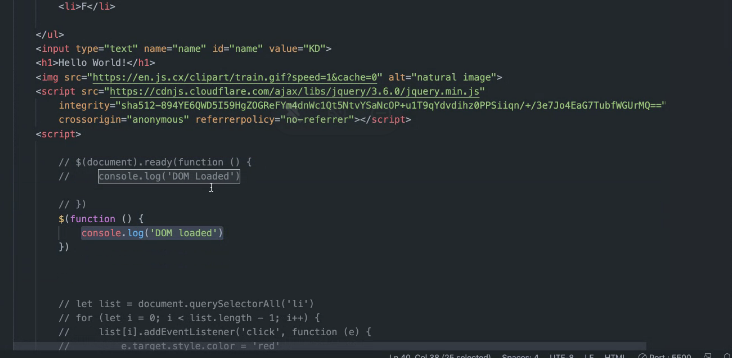 <li>F</li>
</ul>
<input type="text" name="name" id="name" value="KD">
<h1>Hello World!</h1>
<img src="https://en.js.cx/clipart/train.gif?speed=1&cache=0" alt="natural image">
<script src="https://cdnjs.cloudflare.com/ajax/libs/jquery/3.6.0/jquery.min.js"
integrity="sha512-894YE6QWD5I59HgZOGReFYm4dnWc1Qt5NtvYSaNcOP+u1T9qYdvdihz0PPSiiqn/+/3e7Jo4EaG7TubfWGUrMQ=="
crossorigin="anonymous" referrerpolicy="no-referrer"></script>
<script>
// $(document).ready(function () {
// console.log('DOM Loaded')
// })
$(function () {
console.log('DOM loaded')
})
// let list = document.querySelectorAll('li')
// for (let i = 0; i < list.length - 1; i++) {
// list[i].addEventListener('click', function (e) {
// e.target.style.color = 'red'
Ln 40, Col 38 (25 selected) Spaces: 4 UTF-8 LF HTML Port : 5500